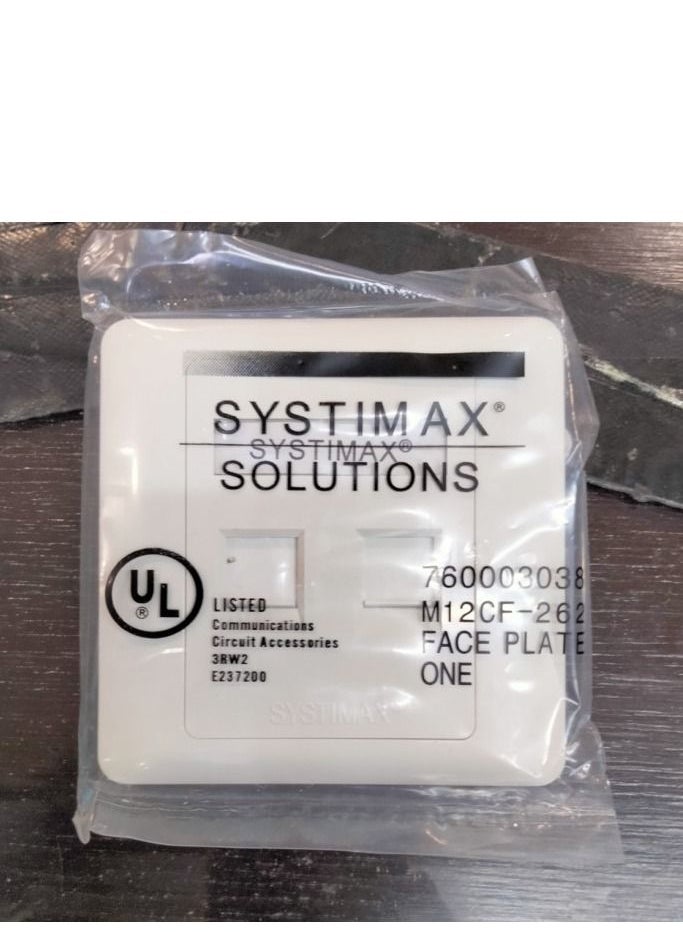 SYSTIMAX®
SYSTIMAX®
SOLUTIONS
UL
®
LISTED
Communications
Circuit Accessories
3RW2
E237200
760003038
M12CF-262
FACE PLATE
ONE
SYSTIMAX